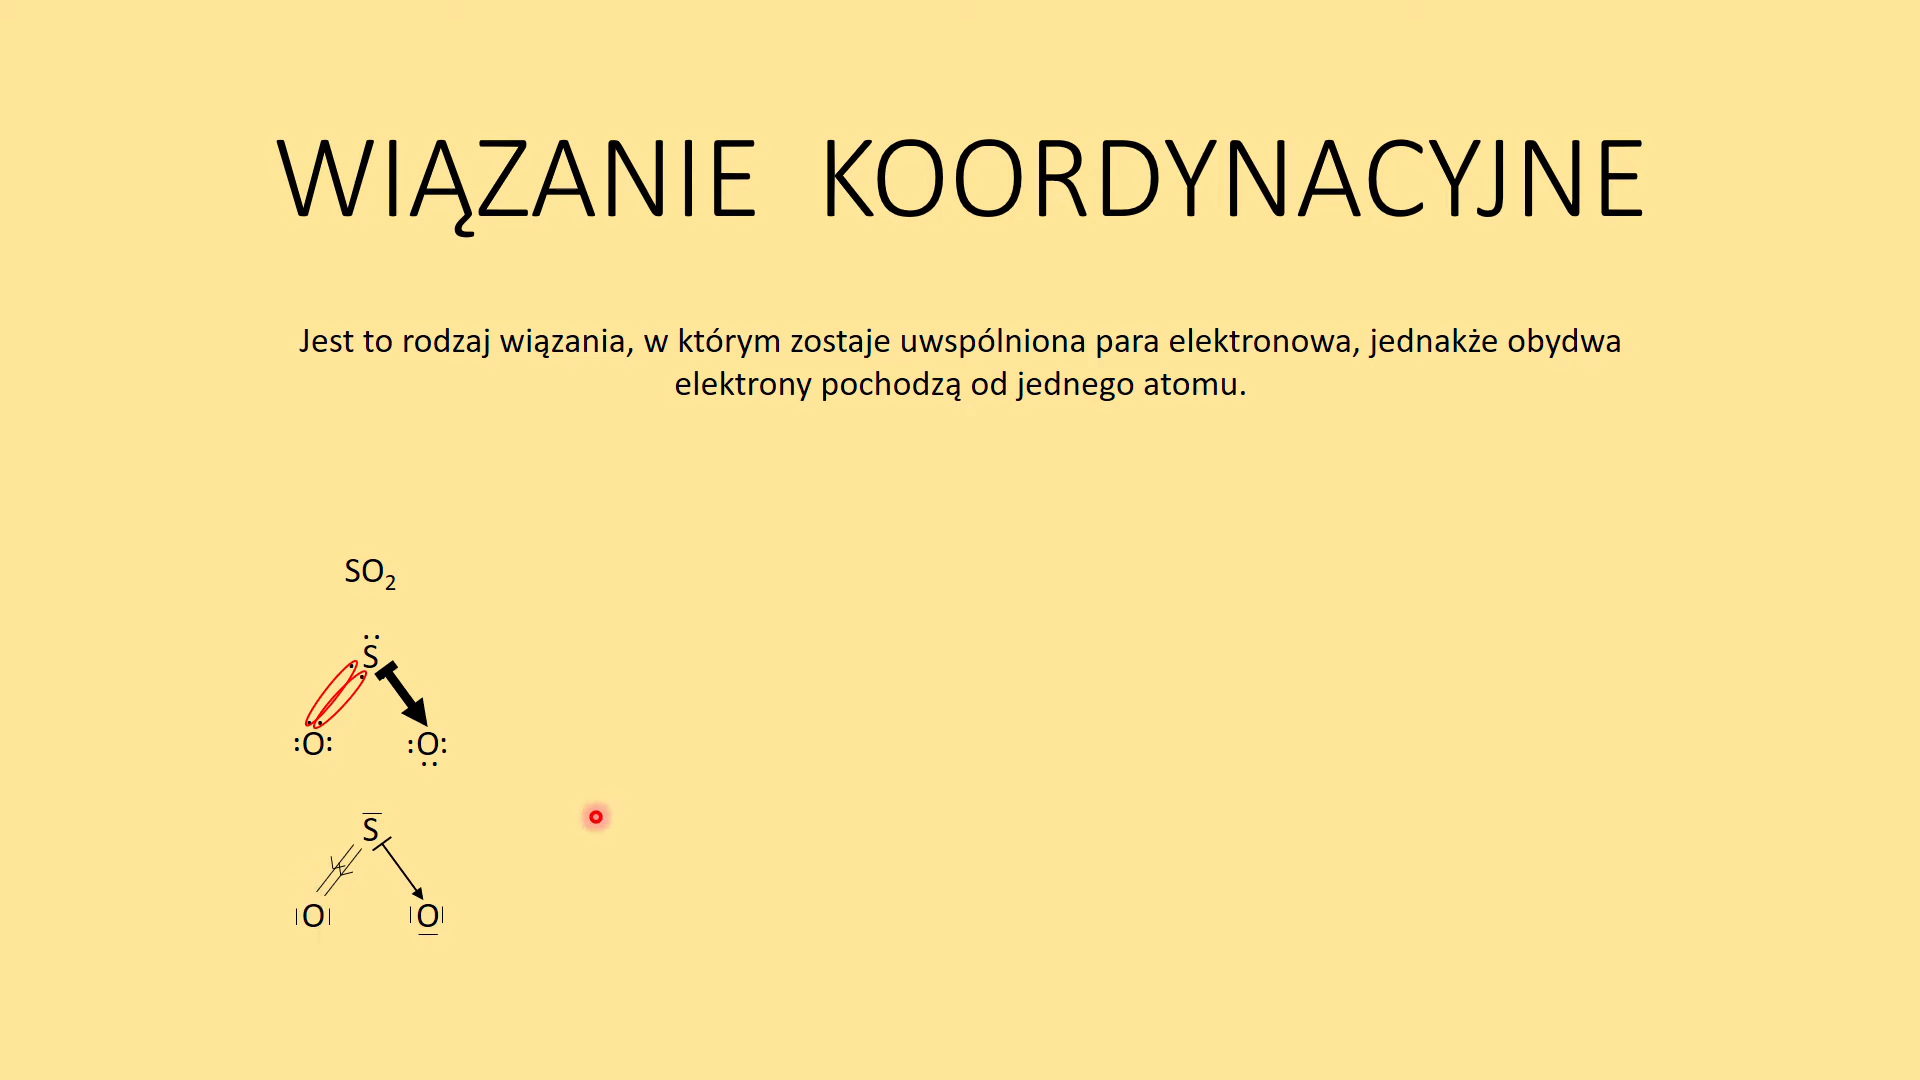 WIĄZANIE KOORDYNACYJNE
Jest to rodzaj wiązania, w którym zostaje uwspólniona para elektronowa, jednakże obydwa
elektrony pochodzą od jednego atomu.
SO₂
S
:O: :O:
S
|O| |O|